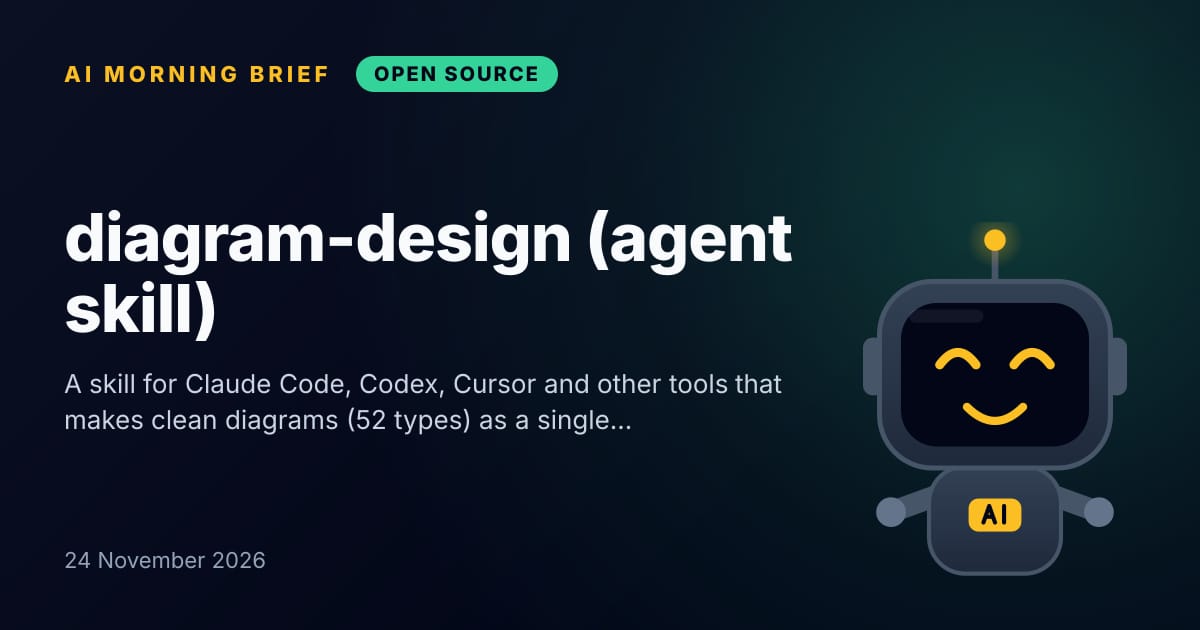 AI MORNING BRIEF
OPEN SOURCE
diagram-design (agent
skill)
A skill for Claude Code, Codex, Cursor and other tools that
makes clean diagrams (52 types) as a single...
AI
24 November 2026